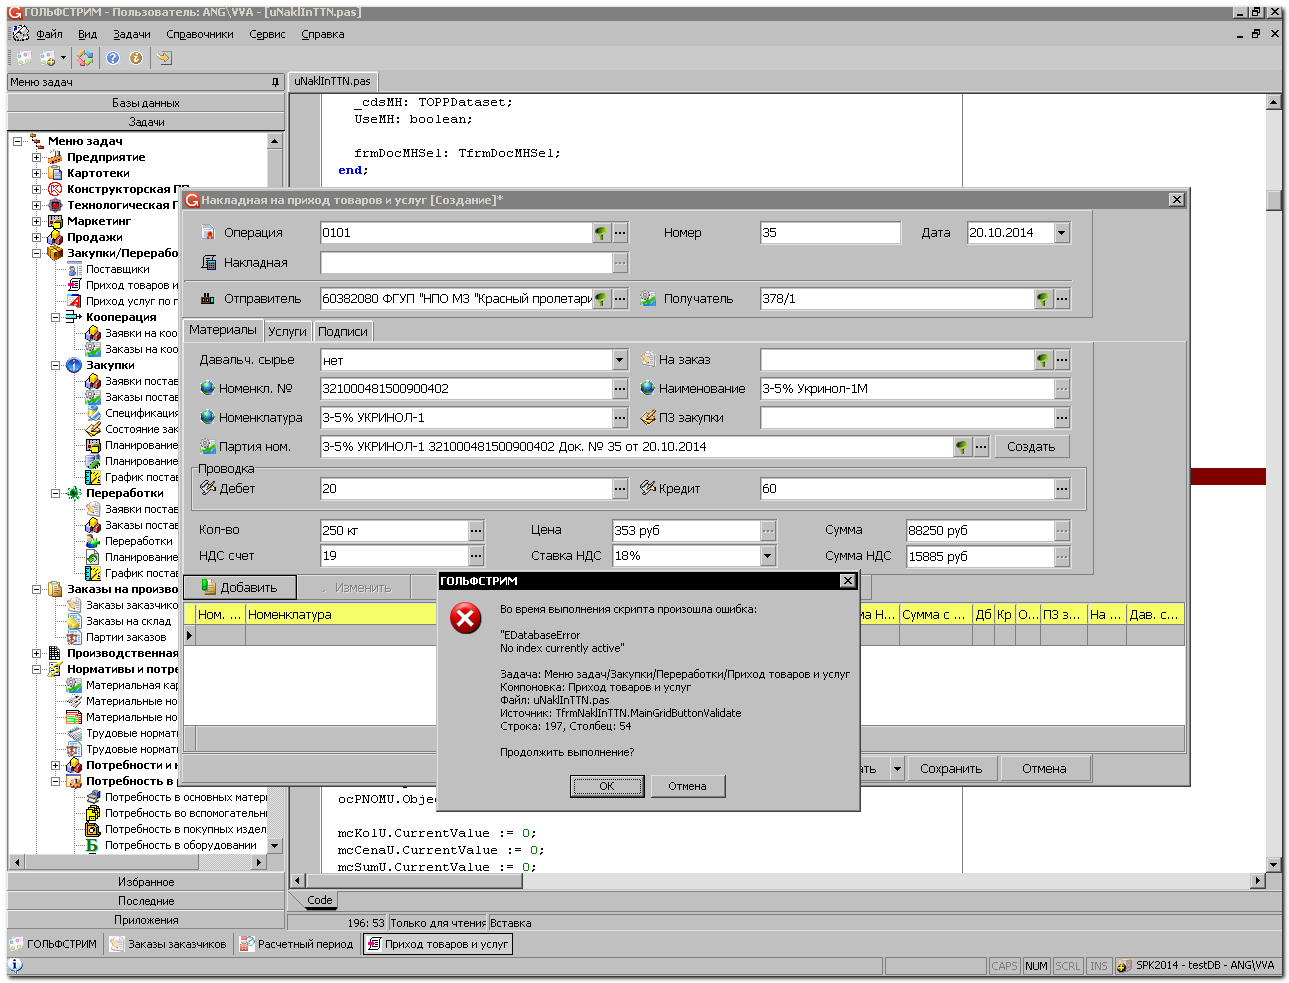 ГОЛЬФСТРИМ - Пользователь: ANG\VVA - [uNaklInTTN.pas]
Файл Вид Задачи Справочники Сервис Справка
Меню задач
uNaklInTTN.pas
Базы данных
Задачи
Меню задач
Предприятие
Картотеки
Конструкторская П
Технологическая П
Маркетинг
Продажи
Закупки/Переработ
Поставщики
Приход товаров и
Приход услуг по г
Кооперация
Заявки на коо
Заказы на коо
Закупки
Заявки постав
Заказы постав
Спецификация
Состояние зак
Планирование
Планирование
График постав
Переработки
Заявки постав
Заказы постав
Переработки
Планирование
График постав
Заказы на произво
Заказы заказчико
Заказы на склад
Партии заказов
Производственная
Нормативы и потре
Материальная кар
Материальные но
Материальные но
Трудовые нормати
Трудовые нормати
Потребности и н
Потребность в р
Потребность в основных матери
Потребность во вспомогательн
Потребность в покупных издел
Потребность в оборудовании
Избранное
Последние
Приложения
_cdsMH: TOPPDataset;
UseMH: boolean;
frmDocMHSel: TfrmDocMHSel;
end;
Накладная на приход товаров и услуг [Создание]*
Операция 0101 Номер 35 Дата 20.10.2014
Накладная
Отправитель 60382080 ФГУП "НПО МЗ "Красный пролетари Получатель 378/1
Материалы Услуги Подписи
Давальч. сырье нет На заказ
Номенкл. № 321000481500900402 Наименование 3-5% Укринол-1М
Номенклатура 3-5% УКРИНОЛ-1 ПЗ закупки
Партия ном. 3-5% УКРИНОЛ-1 321000481500900402 Док. № 35 от 20.10.2014 Создать
Проводка
Дебет 20 Кредит 60
Кол-во 250 кг Цена 353 руб Сумма 88250 руб
НДС счет 19 Ставка НДС 18% Сумма НДС 15885 руб
Добавить Изменить
Ном. ... Номенклатура ма Н... Сумма с ... Дб Кр О... ПЗ з... На ... Дав. с...
ГОЛЬФСТРИМ
Во время выполнения скрипта произошла ошибка:
"EDatabaseError
No index currently active"
Задача: Меню задач/Закупки/Переработки/Приход товаров и услуг
Компоновка: Приход товаров и услуг
Файл: uNaklInTTN.pas
Источник: TfrmNaklInTTN.MainGridButtonValidate
Строка: 197, Столбец: 54
Продолжить выполнение?
OK Отмена
ать Сохранить Отмена
ocPNOMU.Objec
mcKolU.CurrentValue := 0;
mcCenaU.CurrentValue := 0;
mcSumU.CurrentValue := 0;
Code
196: 53 Только для чтения Вставка
ГОЛЬФСТРИМ Заказы заказчиков Расчетный период Приход товаров и услуг
CAPS NUM SCRL INS SPK2014 - testDB - ANG\VVA